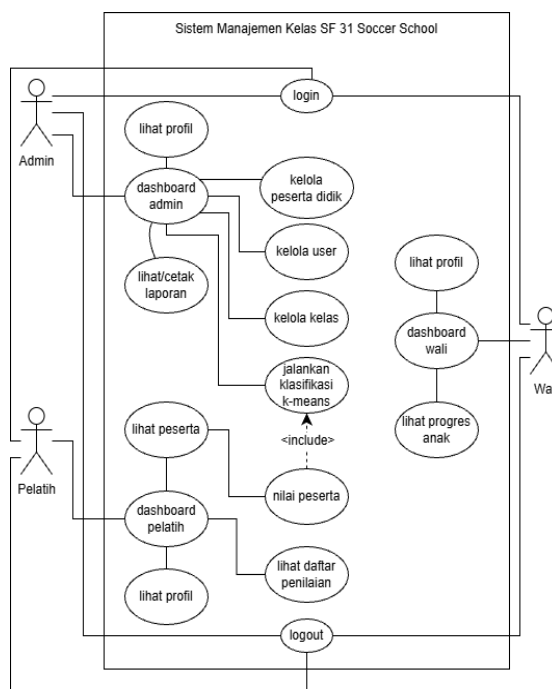 Sistem Manajemen Kelas SF 31 Soccer School
login
Admin
lihat profil
dashboard
admin
kelola
peserta didik
kelola user
lihat/cetak
laporan
kelola kelas
jalankan
klasifikasi
k-means
lihat profil
dashboard
wali
Wa
lihat progres
anak
<include>
Pelatih
lihat peserta
nilai peserta
dashboard
pelatih
lihat daftar
penilaian
lihat profil
logout